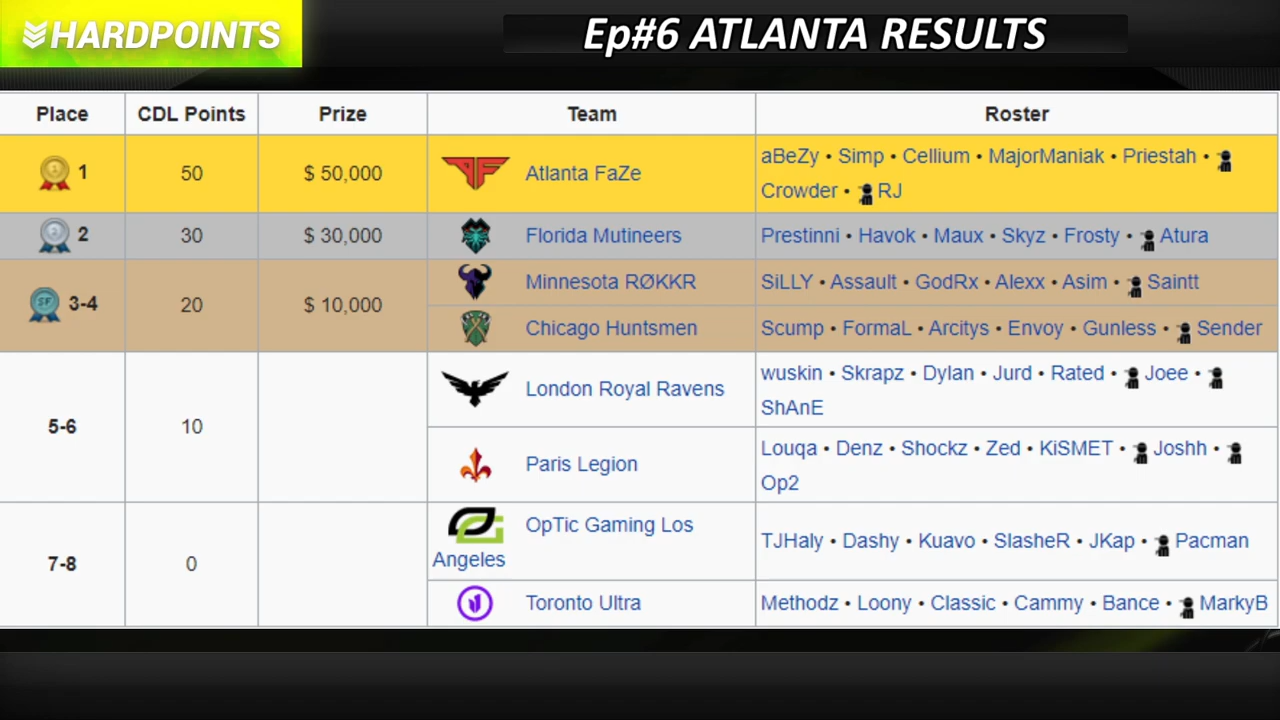 HARDPOINTS
Ep#6 ATLANTA RESULTS
Place CDL Points Prize Team Roster
1 50 $ 50,000 Atlanta FaZe aBeZy • Simp • Cellium • MajorManiak • Priestah •
Crowder • RJ
2 30 $ 30,000 Florida Mutineers Prestinni • Havok • Maux • Skyz • Frosty • Atura
SF 3-4 20 $ 10,000 Minnesota RØKKR SiLLY • Assault • GodRx • Alexx • Asim • Saintt
Chicago Huntsmen Scump • FormaL • Arcitys • Envoy • Gunless • Sender
5-6 10 London Royal Ravens wuskin • Skrapz • Dylan • Jurd • Rated • Joee •
ShAnE
Paris Legion Louqa • Denz • Shockz • Zed • KiSMET • Joshh •
Op2
7-8 0 OpTic Gaming Los
Angeles TJHaly • Dashy • Kuavo • SlasheR • JKap • Pacman
Toronto Ultra Methodz • Loony • Classic • Cammy • Bance • MarkyB